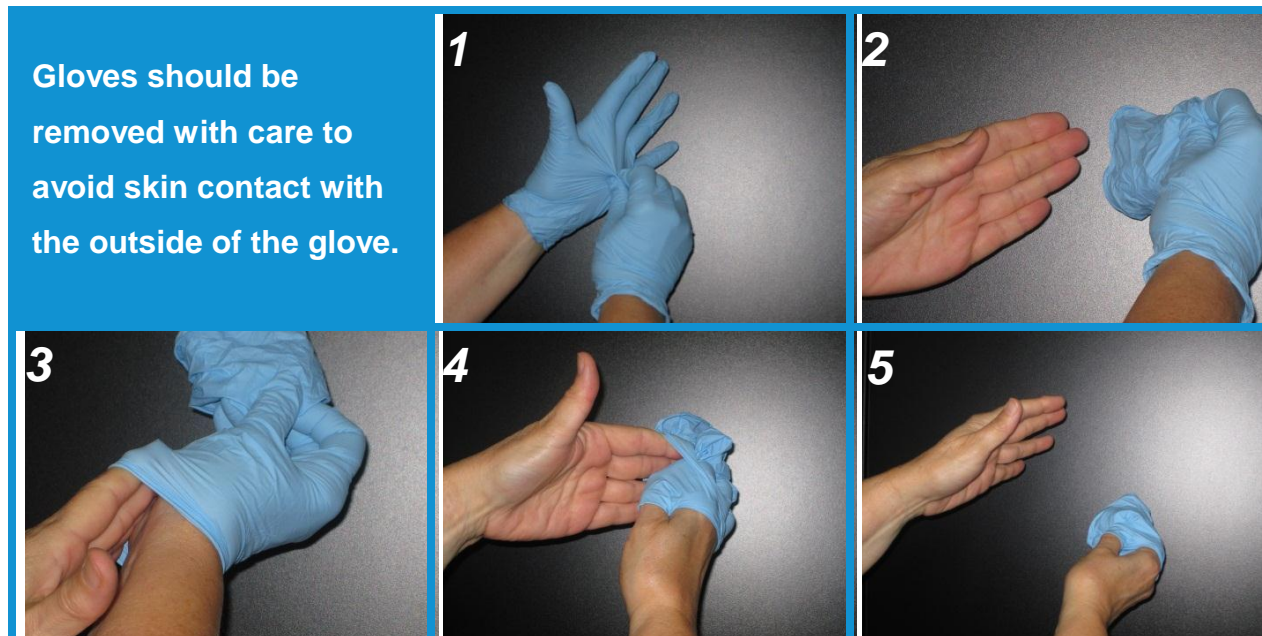 Gloves should be
removed with care to
avoid skin contact with
the outside of the glove.
1
2
3
4
5